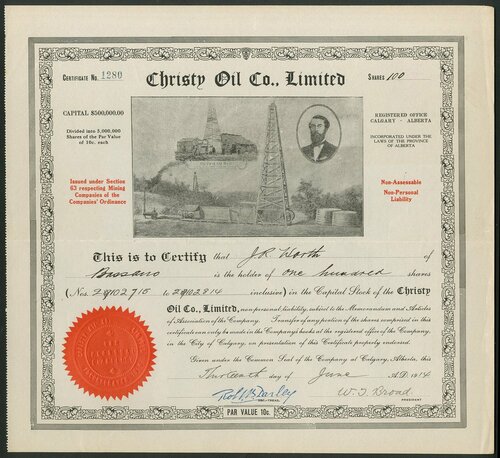 CERTIFICATE No. 1280
Christy Oil Co., Limited
SHARES 100
CAPITAL $500,000.00
Divided into 5,000,000
Shares of the Par Value
of 10c. each
REGISTERED OFFICE
CALGARY - ALBERTA
INCORPORATED UNDER THE
LAWS OF THE PROVINCE
OF ALBERTA
Issued under Section
63 respecting Mining
Companies of the
Companies' Ordinance
Non-Assessable
Non-Personal
Liability
This is to Certify that J.R. Worth of
Bassano is the holder of one hundred shares
(Nos. 102715 to 102814 inclusive) in the Capital Stock of the Christy
Oil Co., Limited, non-personal liability, subject to the Memorandum and Articles
of Association of the Company. Transfer of any portion of the shares comprised in this
certificate can only be made in the Company's books at the registered office of the Company,
in the City of Calgary, on presentation of this Certificate properly endorsed.
Given under the Common Seal of the Company at Calgary, Alberta, this
Thirteenth day of June A.D. 1914
SEC.-TREAS.
PRESIDENT
PAR VALUE 10c.